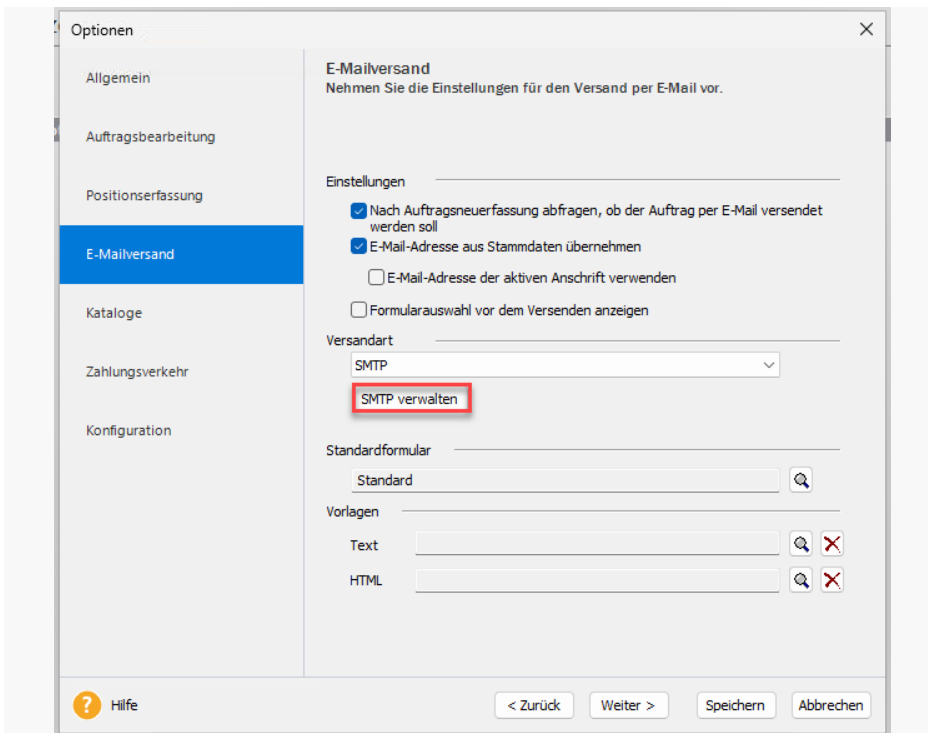 Optionen
Allgemein
Auftragsbearbeitung
Positionserfassung
E-Mailversand
Kataloge
Zahlungsverkehr
Konfiguration
E-Mailversand
Nehmen Sie die Einstellungen für den Versand per E-Mail vor.
Einstellungen
Nach Auftragsneuerfassung abfragen, ob der Auftrag per E-Mail versendet
werden soll
E-Mail-Adresse aus Stammdaten übernehmen
E-Mail-Adresse der aktiven Anschrift verwenden
Formularauswahl vor dem Versenden anzeigen
Versandart
SMTP
SMTP verwalten
Standardformular
Standard
Vorlagen
Text
HTML
? Hilfe
< Zurück
Weiter >
Speichern
Abbrechen